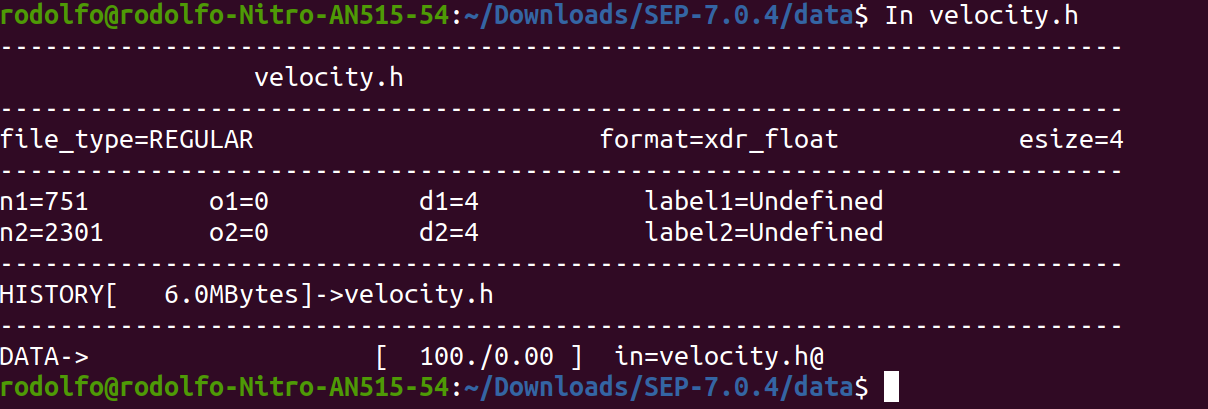 rodolfo@rodolfo-Nitro-AN515-54:~/Downloads/SEP-7.0.4/data$ In velocity.h
---------------------------------------------------------------------------
velocity.h
---------------------------------------------------------------------------
file_type=REGULAR format=xdr_float esize=4
---------------------------------------------------------------------------
n1=751 o1=0 d1=4 label1=Undefined
n2=2301 o2=0 d2=4 label2=Undefined
---------------------------------------------------------------------------
HISTORY[ 6.0MBytes]->velocity.h
---------------------------------------------------------------------------
DATA-> [ 100./0.00 ] in=velocity.h@
rodolfo@rodolfo-Nitro-AN515-54:~/Downloads/SEP-7.0.4/data$